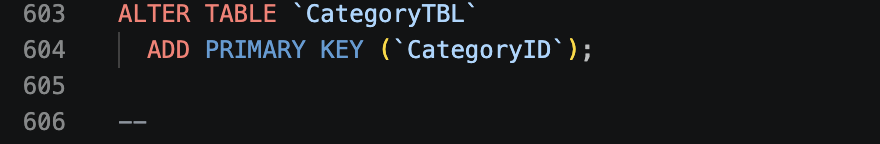 603 ALTER TABLE `CategoryTBL`
604 ADD PRIMARY KEY (`CategoryID`);
605
606 --